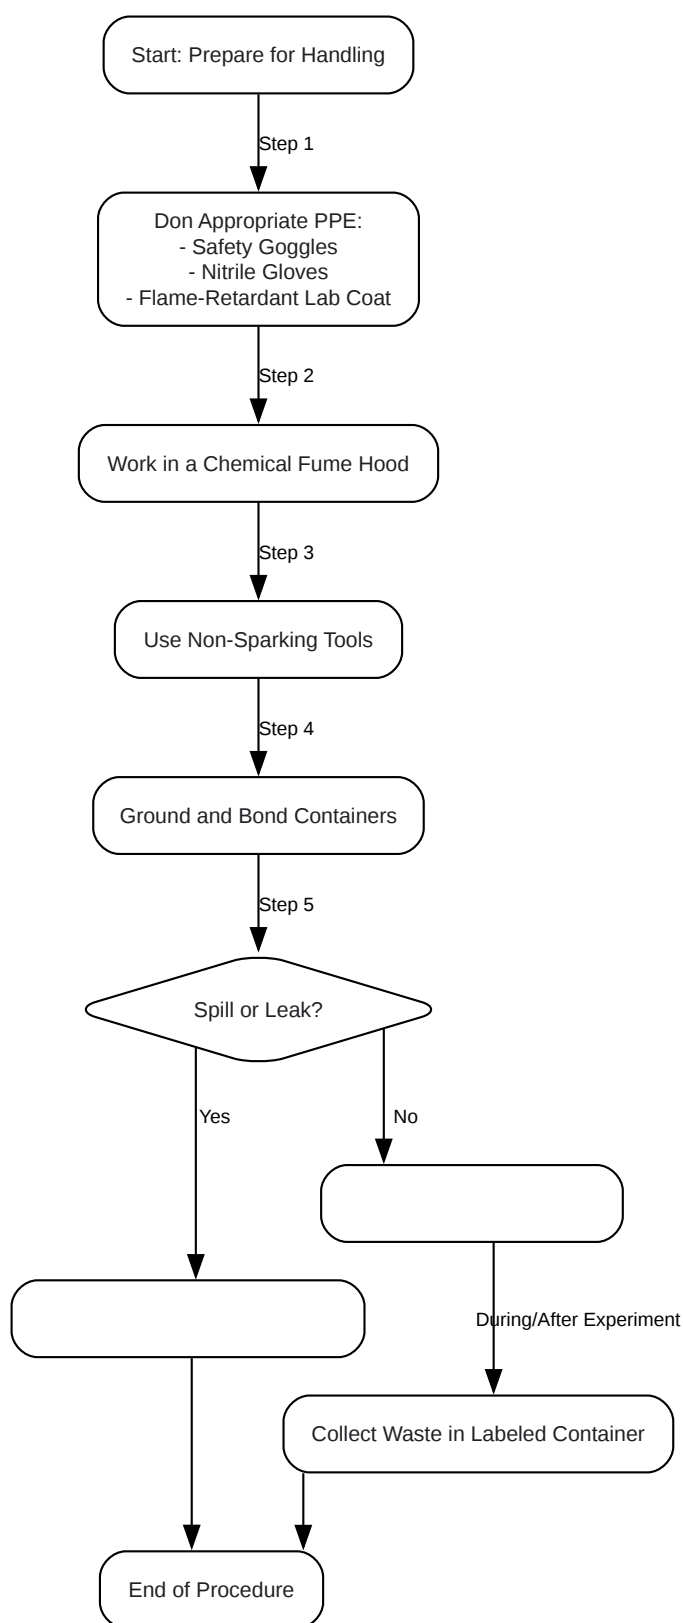 Start: Prepare for Handling
Step 1
Don Appropriate PPE:
- Safety Goggles
- Nitrile Gloves
- Flame-Retardant Lab Coat
Step 2
Work in a Chemical Fume Hood
Step 3
Use Non-Sparking Tools
Step 4
Ground and Bond Containers
Step 5
Spill or Leak?
Yes
No
During/After Experiment
Collect Waste in Labeled Container
End of Procedure